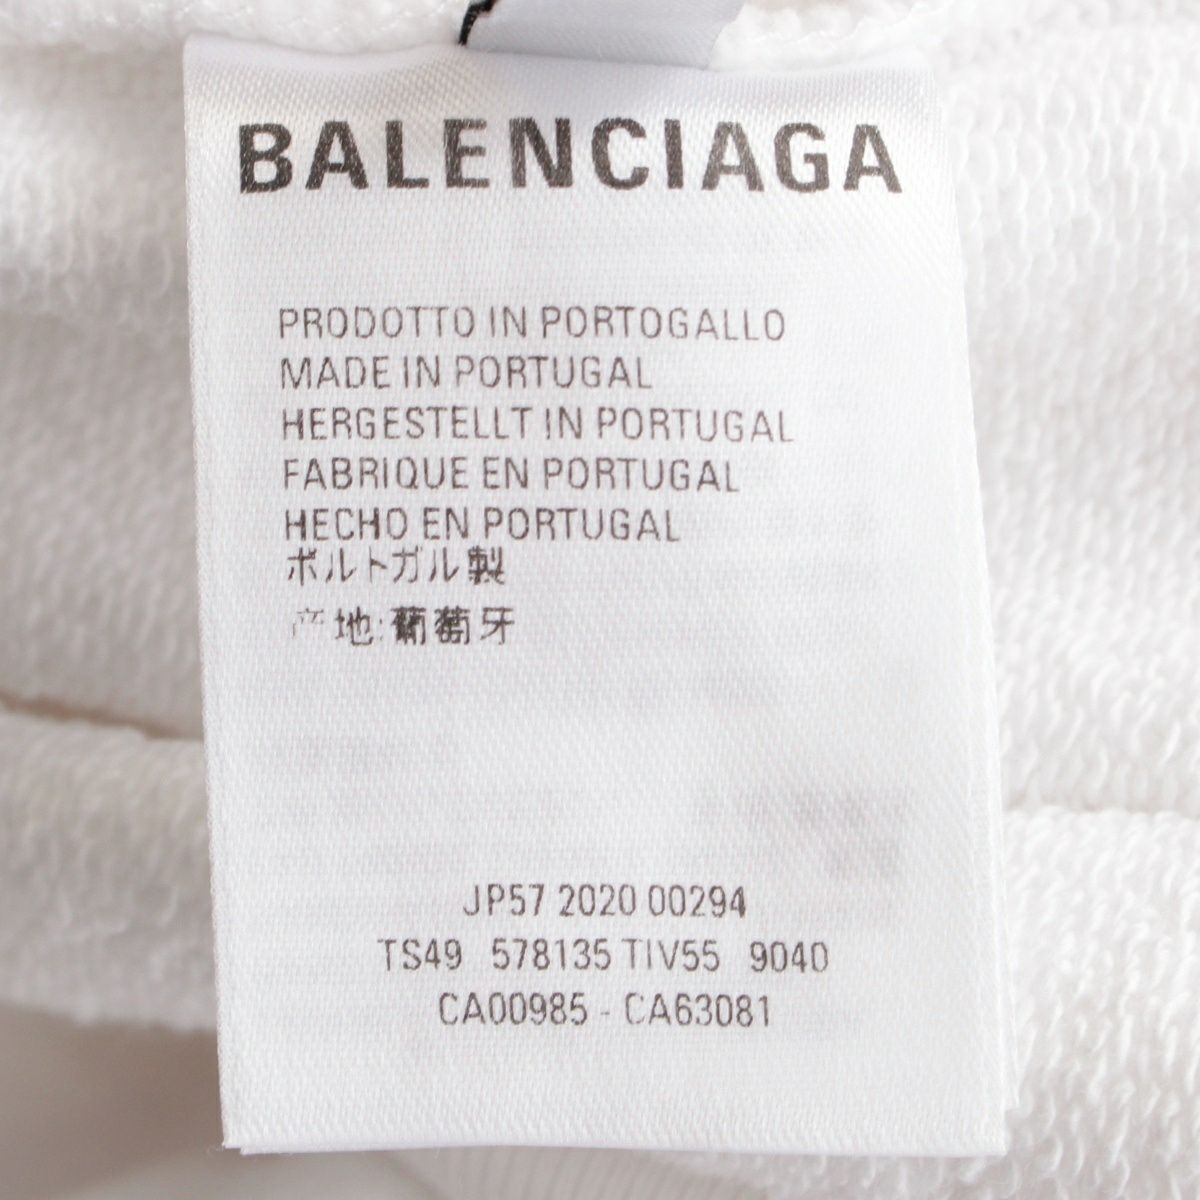 BALENCIAGA
PRODOTTO IN PORTOGALLO
MADE IN PORTUGAL
HERGESTELLT IN PORTUGAL
FABRIQUE EN PORTUGAL
HECHO EN PORTUGAL
ポルトガル製
产地:葡萄牙
JP57 2020 00294
TS49 578135 TIV55 9040
CA00985 - CA63081